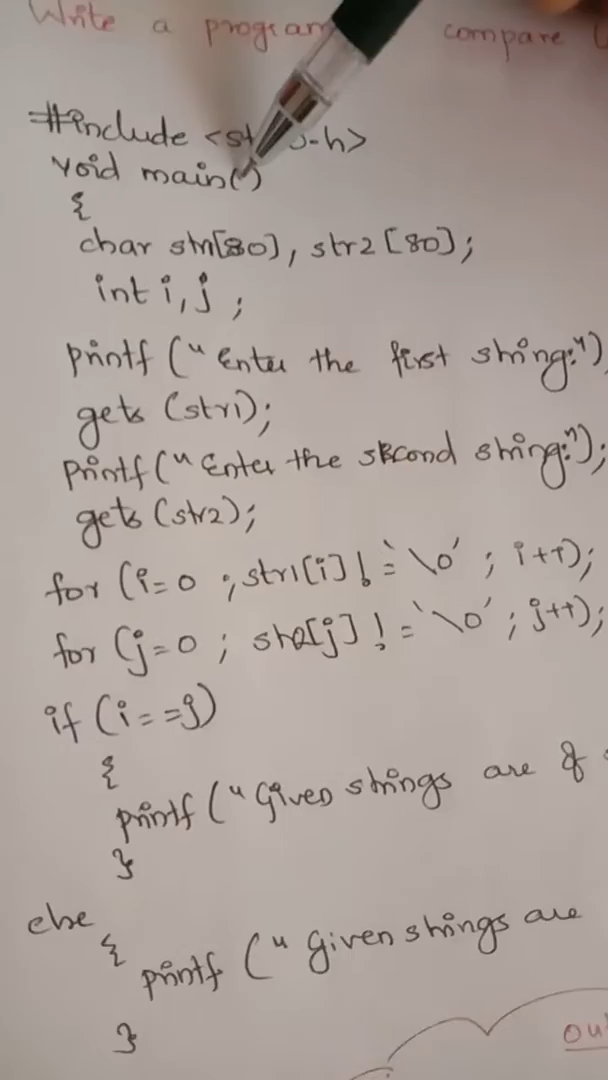 Write a program compare
#include <st o-h>
void main()
{
char str1[80], str2 [80];
int i, j ;
printf ("Enter the first string:")
gets (str1);
printf ("Enter the second string:");
gets (str2);
for (i=0 ; str1[i] != '\0' ; i++);
for (j=0 ; str2[j] != '\0' ; j++);
if (i==j)
{
printf ("Given strings are of
}
else
{
printf ("Given strings are
}
out